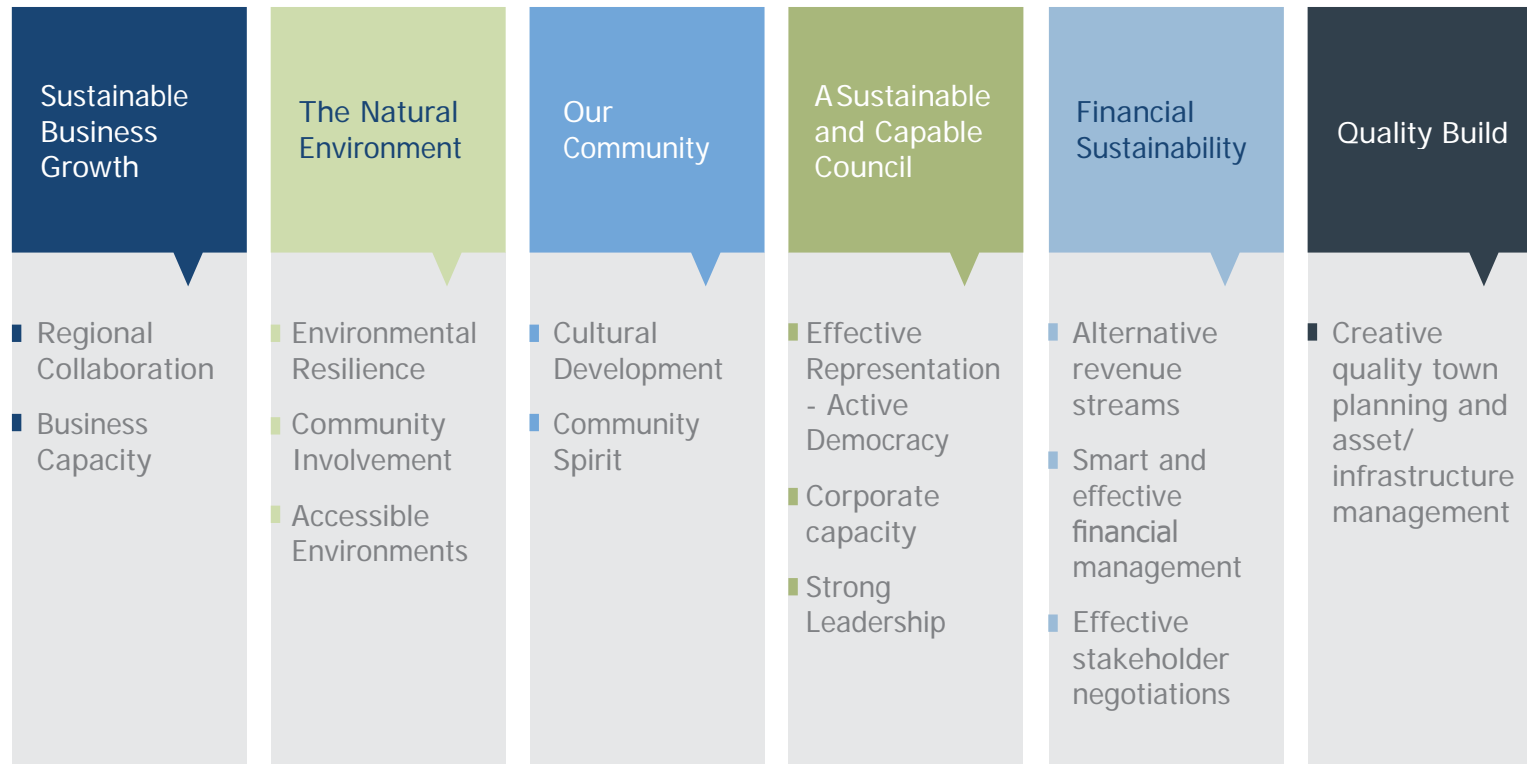 Sustainable
Business
Growth
Regional
Collaboration
Business
Capacity
The Natural
Environment
Environmental
Resilience
Community
Involvement
Accessible
Environments
Our
Community
Cultural
Development
Community
Spirit
A Sustainable
and Capable
Council
Effective
Representation
- Active
Democracy
Corporate
capacity
Strong
Leadership
Financial
Sustainability
Alternative
revenue
streams
Smart and
effective
financial
management
Effective
stakeholder
negotiations
Quality Build
Creative
quality town
planning and
asset/
infrastructure
management